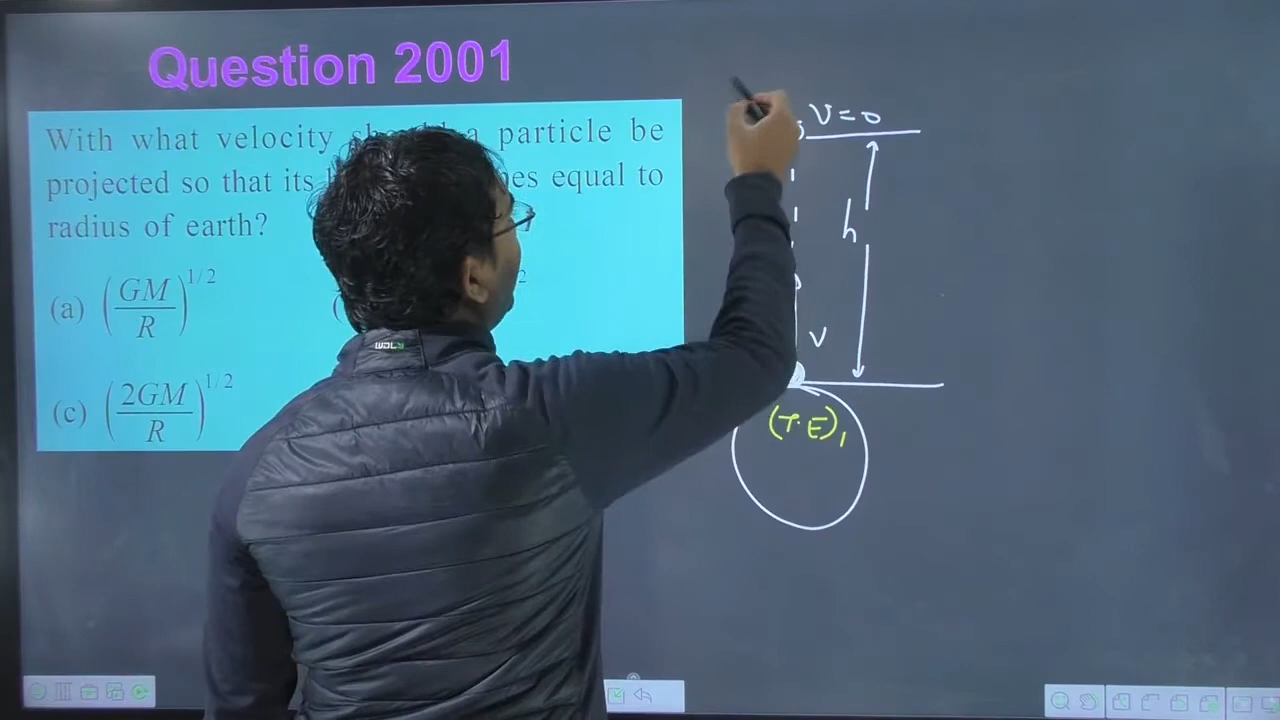 Question 2001
With what velocity a particle be
projected so that its equal to
radius of earth?
(a) (GM/R)^1/2
(c) (2GM/R)^1/2
V=0
h
V
(T.E)₁